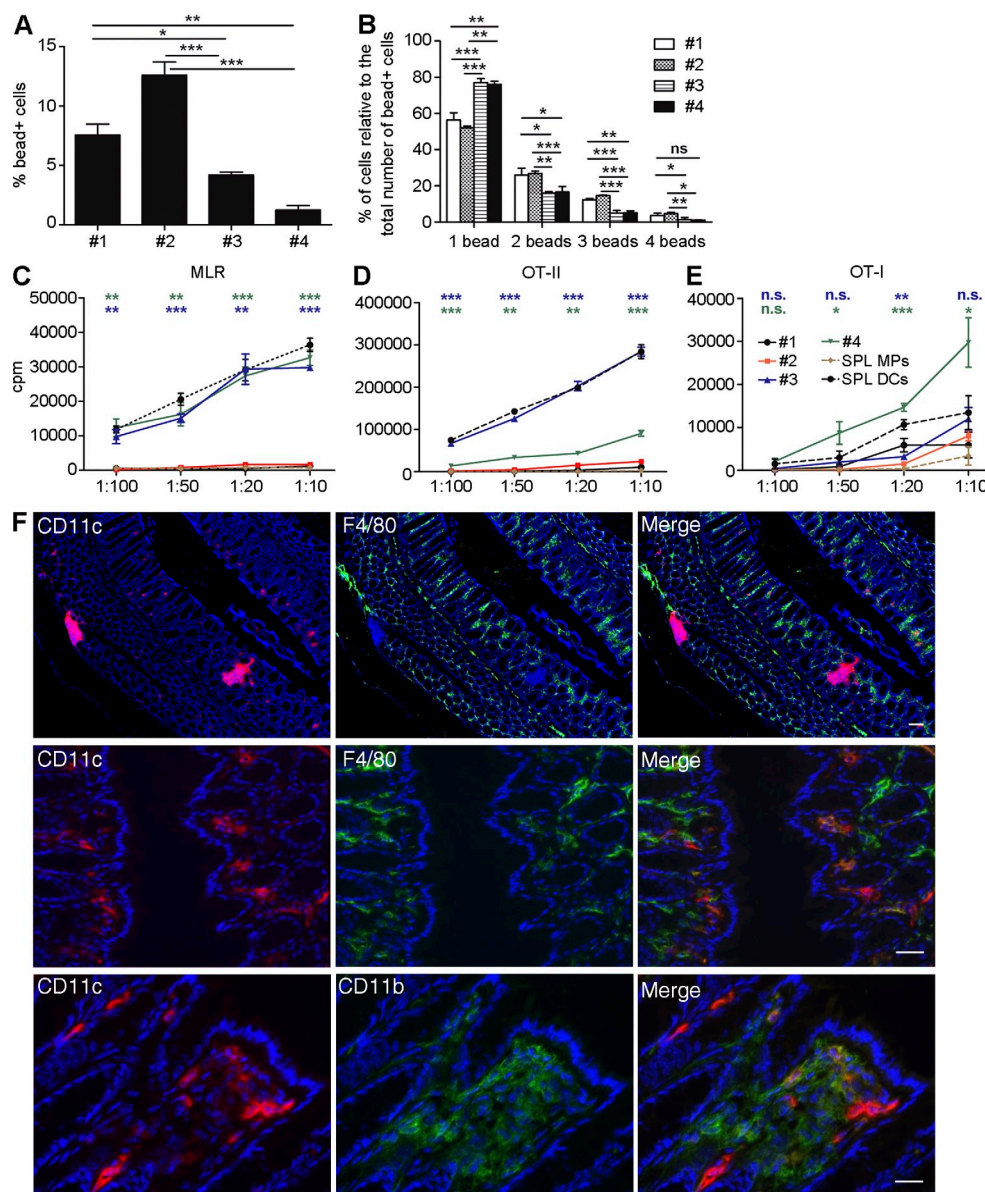 A
**
*
***
***
% bead+ cells
15
10
5
0
#1 #2 #3 #4
B
% of cells relative to the
total number of bead+ cells
100
80
60
40
20
0
**
**
***
***
*
*
***
**
**
***
***
***
ns
*
*
**
#1
#2
#3
#4
1 bead 2 beads 3 beads 4 beads
C MLR
cpm
50000
40000
30000
20000
10000
0
** ** *** ***
** *** ** ***
1:100 1:50 1:20 1:10
D OT-II
400000
300000
200000
100000
0
*** *** *** ***
*** ** ** ***
1:100 1:50 1:20 1:10
E OT-I
40000
30000
20000
10000
0
n.s. n.s. ** n.s.
n.s. * *** *
#1 #4
#2 SPL MPs
#3 SPL DCs
1:100 1:50 1:20 1:10
F
CD11c F4/80 Merge
CD11c F4/80 Merge
CD11c CD11b Merge